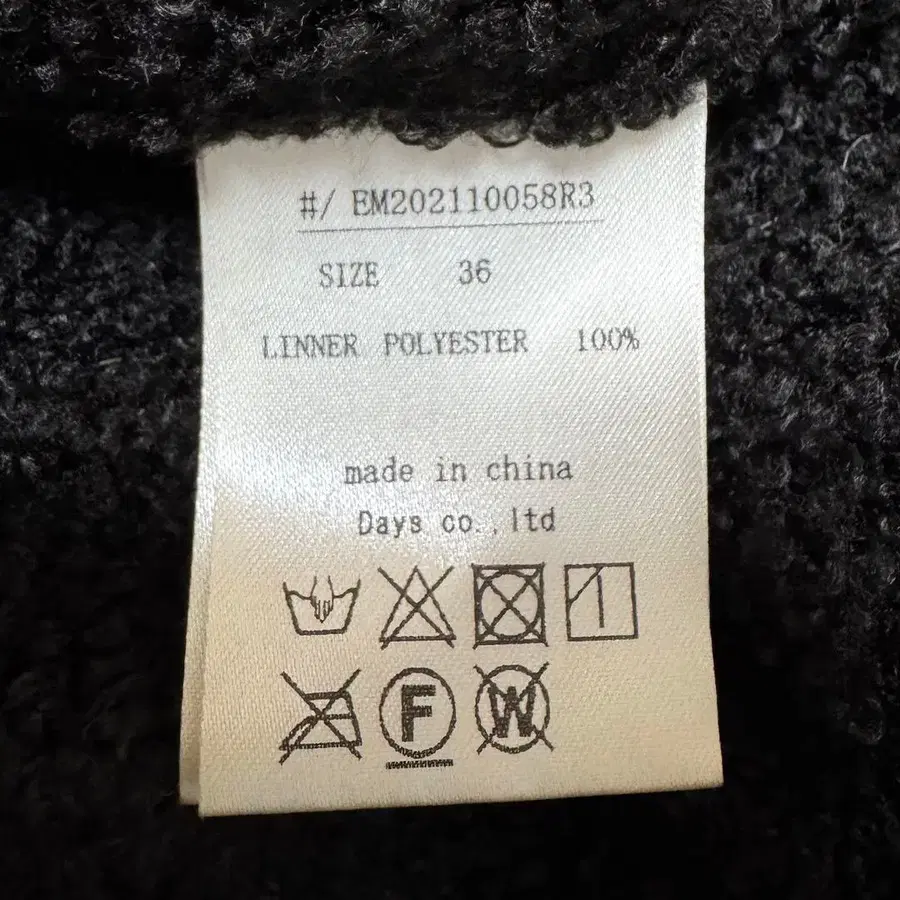 #/ EM202110058R3
SIZE 36
LINNER POLYESTER 100%
made in china
Days co.,ltd
F W